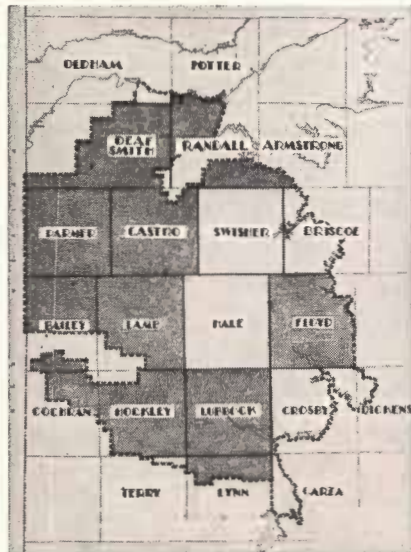 OLDHAM POTTER
DEAF SMITH RANDALL ARMSTRONG
PARMER CASTRO SWISHER BRISCOE
BAILEY LAMB HALE FLOYD
COCHRAN HOCKLEY LUBBOCK CROSBY DICKENS
TERRY LYNN GARZA